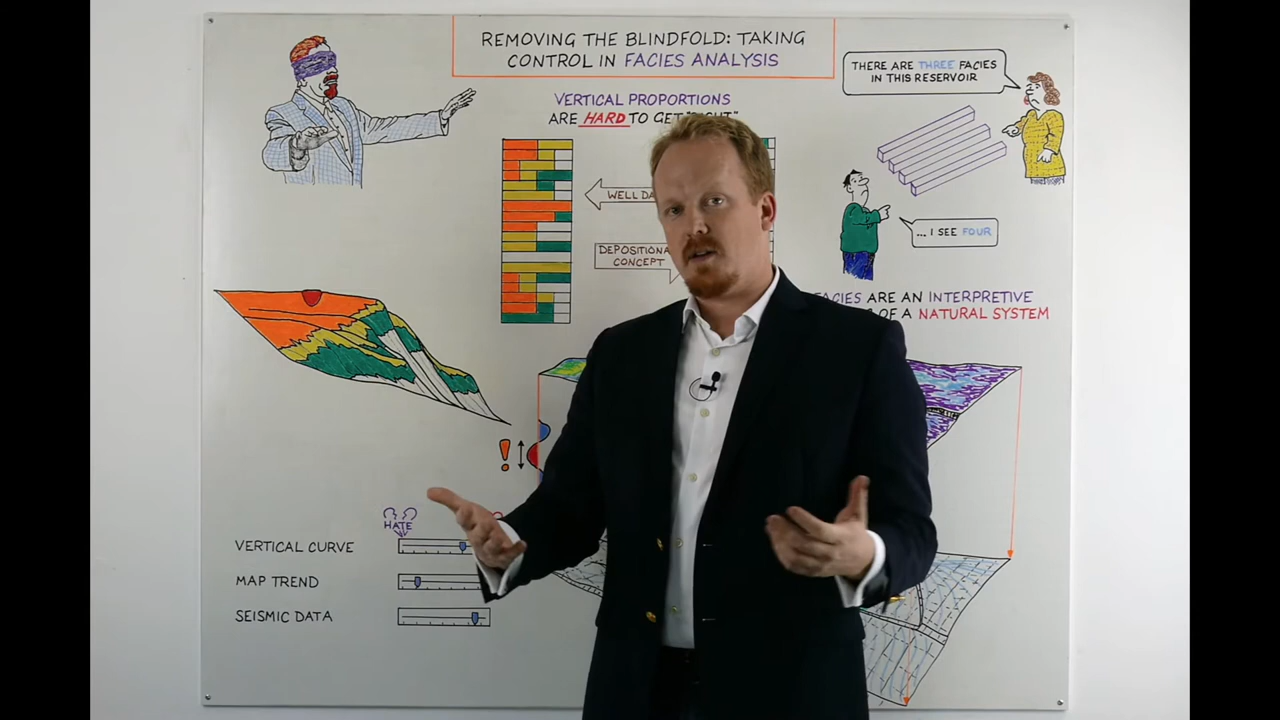 REMOVING THE BLINDFOLD: TAKING
CONTROL IN FACIES ANALYSIS
VERTICAL PROPORTIONS
ARE HARD TO GET
THERE ARE THREE FACIES
IN THIS RESERVOIR
... I SEE FOUR
WELL
DEPOSITIONA
CONCEPT
FACIES ARE AN INTERPRETIVE
OF A NATURAL SYSTEM
!
HATE
VERTICAL CURVE
MAP TREND
SEISMIC DATA